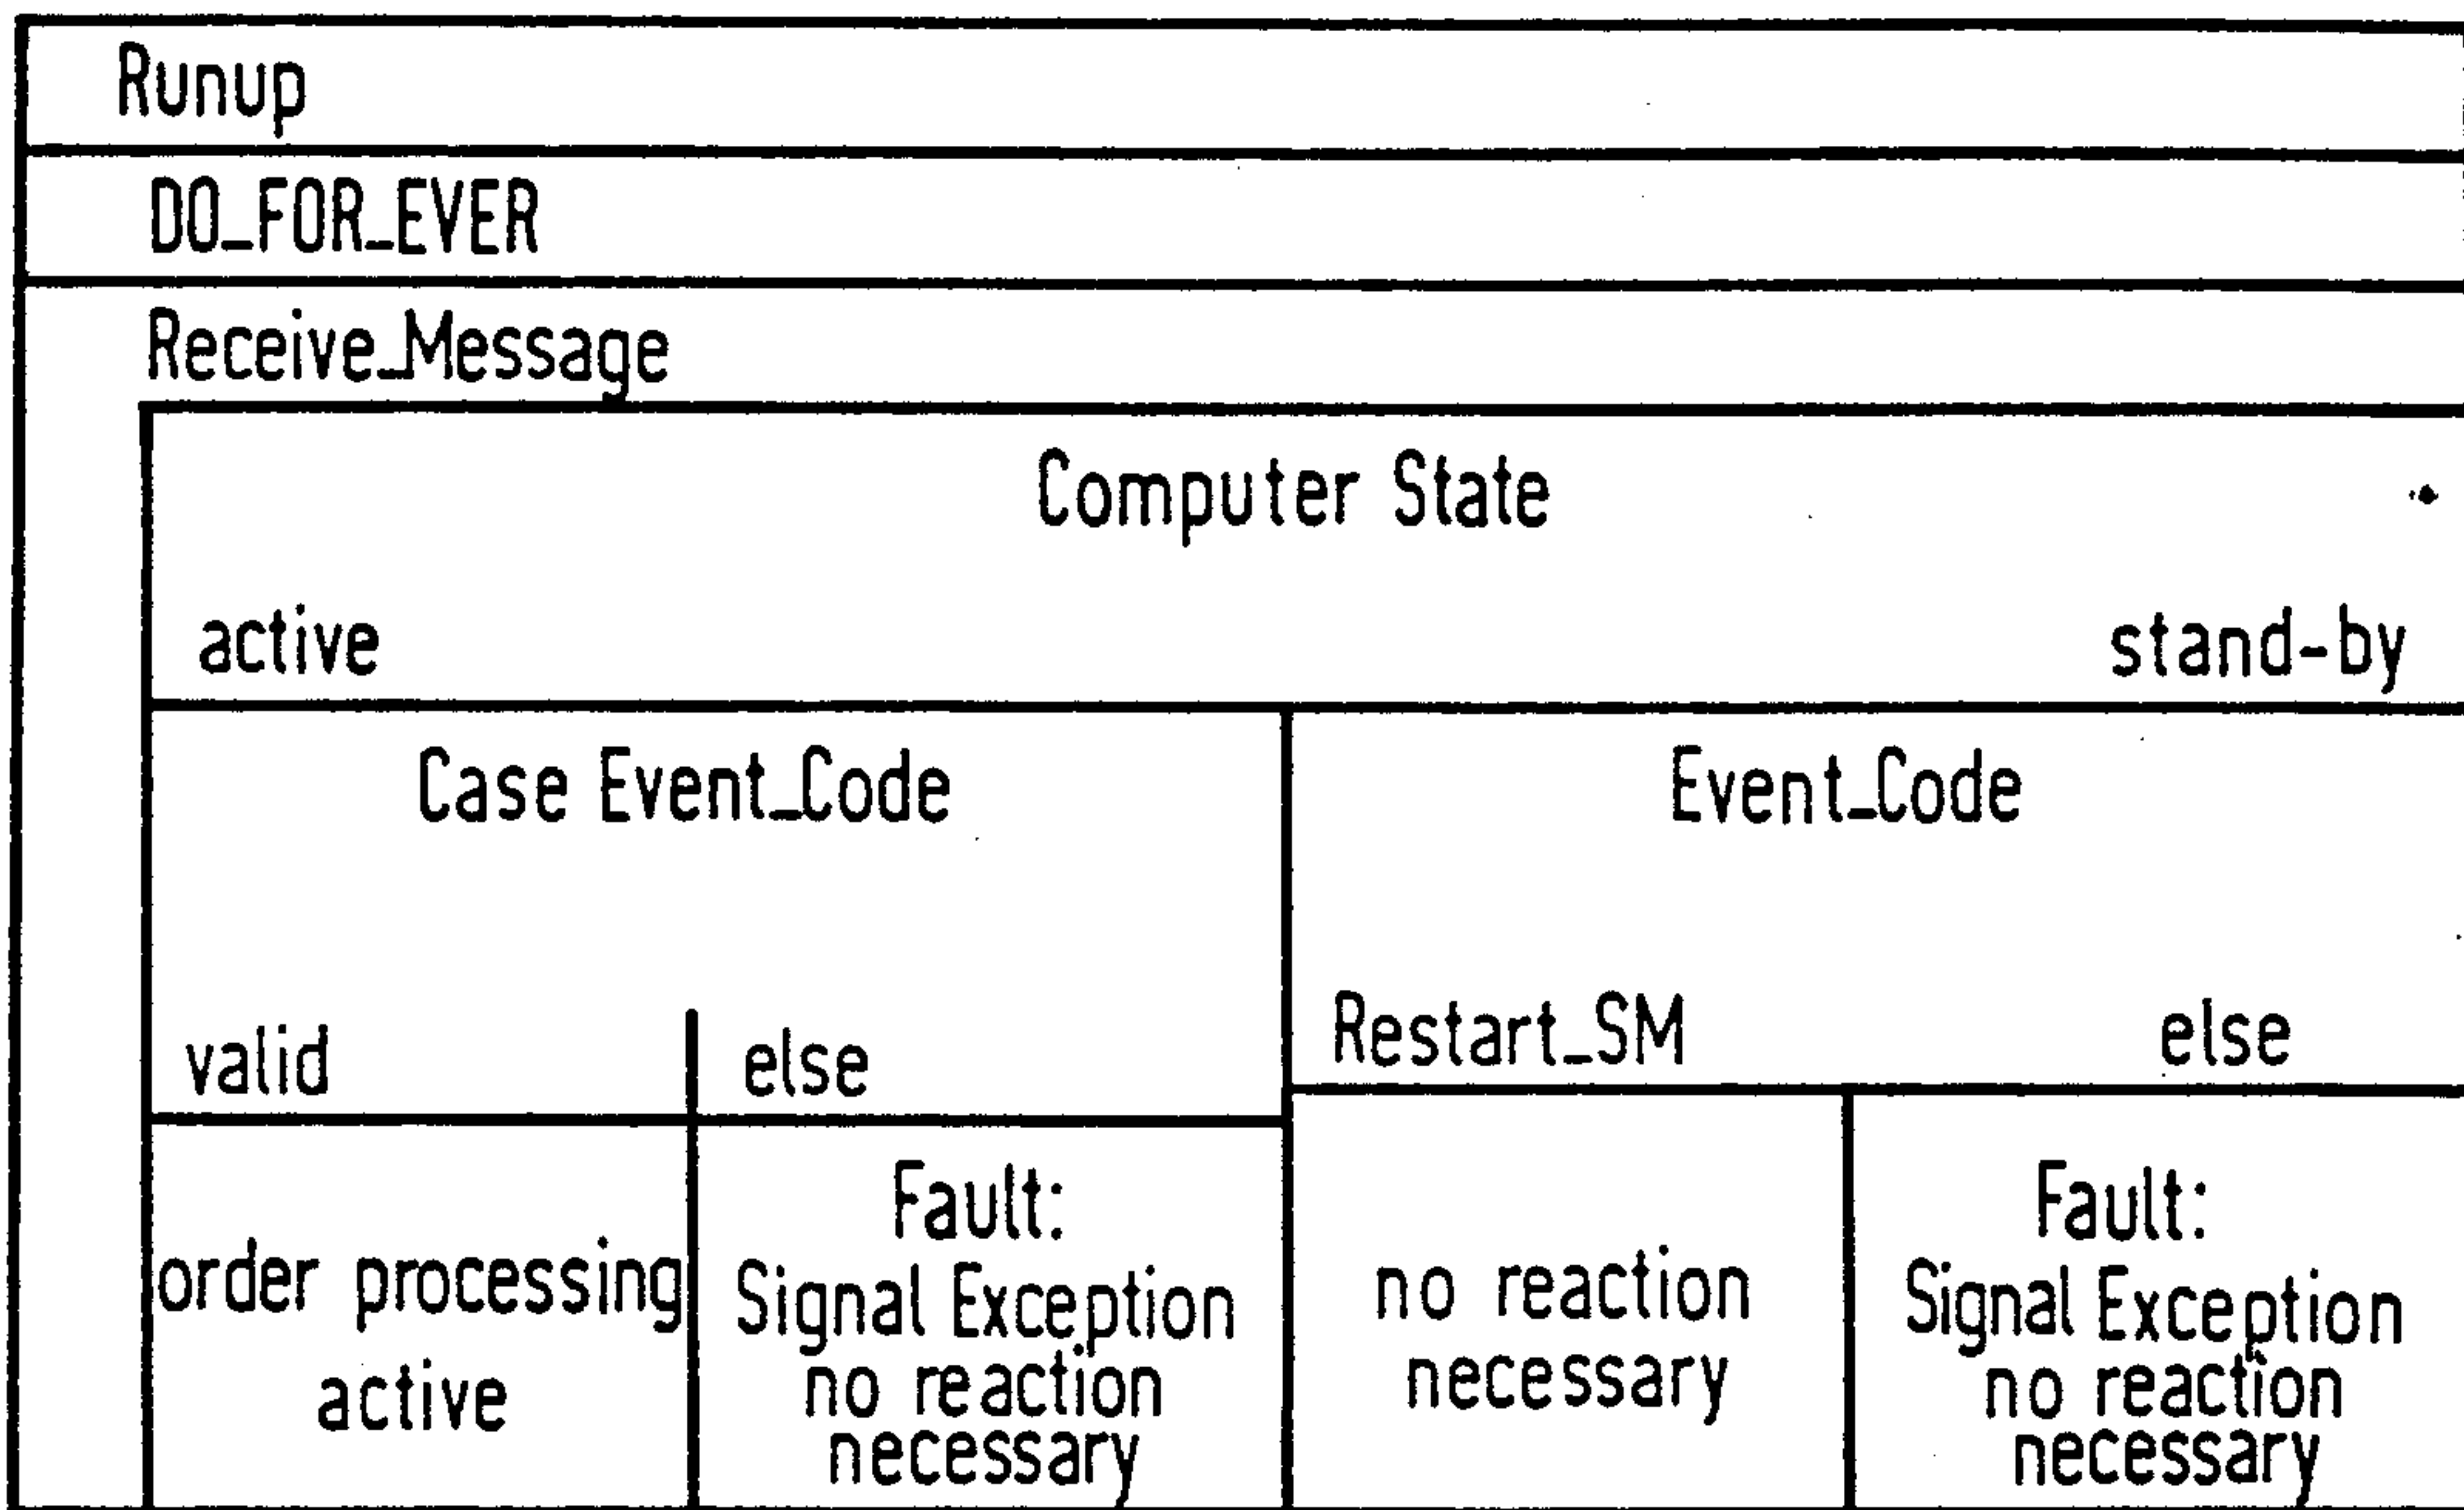 Runup
DO_FOR_EVER
Receive_Message
Computer State
active
stand-by
Case Event_Code
Event_Code
valid
else
Restart_SM
else
order processing
active
Fault:
Signal Exception
no reaction
necessary
no reaction
necessary
Fault:
Signal Exception
no reaction
necessary